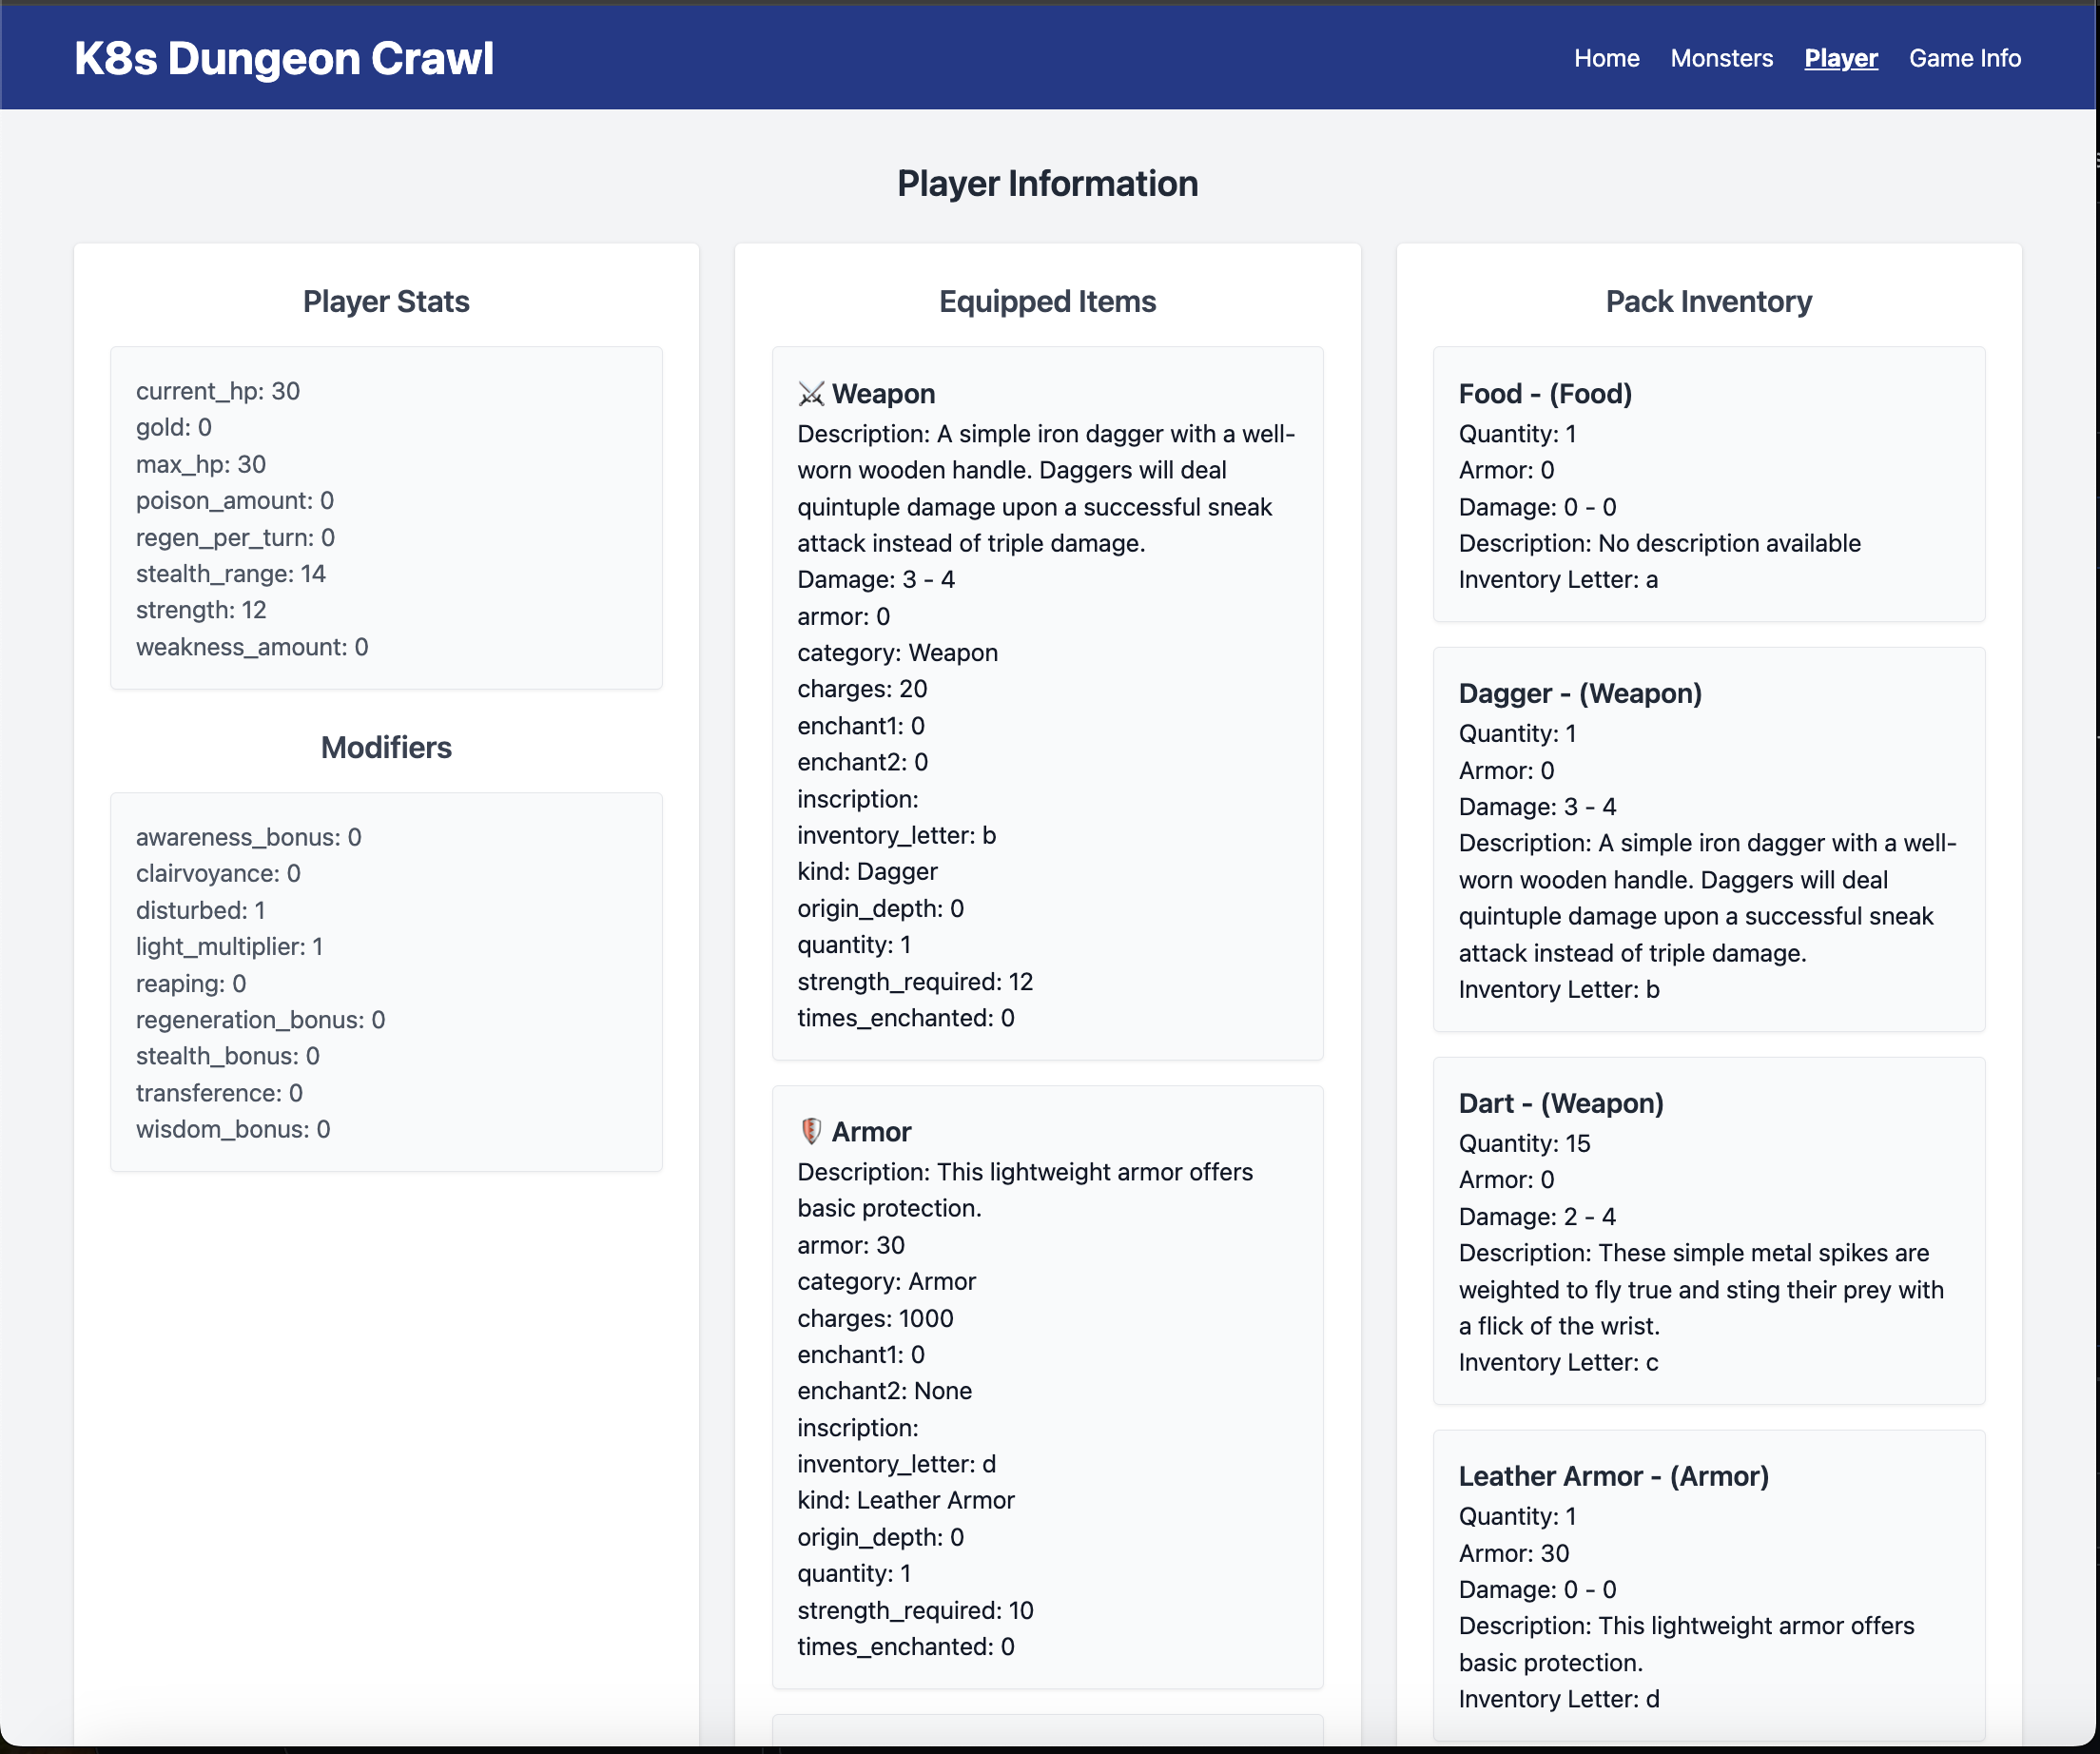 K8s Dungeon Crawl
Home Monsters Player Game Info
Player Information
Player Stats
current_hp: 30
gold: 0
max_hp: 30
poison_amount: 0
regen_per_turn: 0
stealth_range: 14
strength: 12
weakness_amount: 0
Modifiers
awareness_bonus: 0
clairvoyance: 0
disturbed: 1
light_multiplier: 1
reaping: 0
regeneration_bonus: 0
stealth_bonus: 0
transference: 0
wisdom_bonus: 0
Equipped Items
Weapon
Description: A simple iron dagger with a well-
worn wooden handle. Daggers will deal
quintuple damage upon a successful sneak
attack instead of triple damage.
Damage: 3 - 4
armor: 0
category: Weapon
charges: 20
enchant1: 0
enchant2: 0
inscription:
inventory_letter: b
kind: Dagger
origin_depth: 0
quantity: 1
strength_required: 12
times_enchanted: 0
Armor
Description: This lightweight armor offers
basic protection.
armor: 30
category: Armor
charges: 1000
enchant1: 0
enchant2: None
inscription:
inventory_letter: d
kind: Leather Armor
origin_depth: 0
quantity: 1
strength_required: 10
times_enchanted: 0
Pack Inventory
Food - (Food)
Quantity: 1
Armor: 0
Damage: 0 - 0
Description: No description available
Inventory Letter: a
Dagger - (Weapon)
Quantity: 1
Armor: 0
Damage: 3 - 4
Description: A simple iron dagger with a well-
worn wooden handle. Daggers will deal
quintuple damage upon a successful sneak
attack instead of triple damage.
Inventory Letter: b
Dart - (Weapon)
Quantity: 15
Armor: 0
Damage: 2 - 4
Description: These simple metal spikes are
weighted to fly true and sting their prey with
a flick of the wrist.
Inventory Letter: c
Leather Armor - (Armor)
Quantity: 1
Armor: 30
Damage: 0 - 0
Description: This lightweight armor offers
basic protection.
Inventory Letter: d